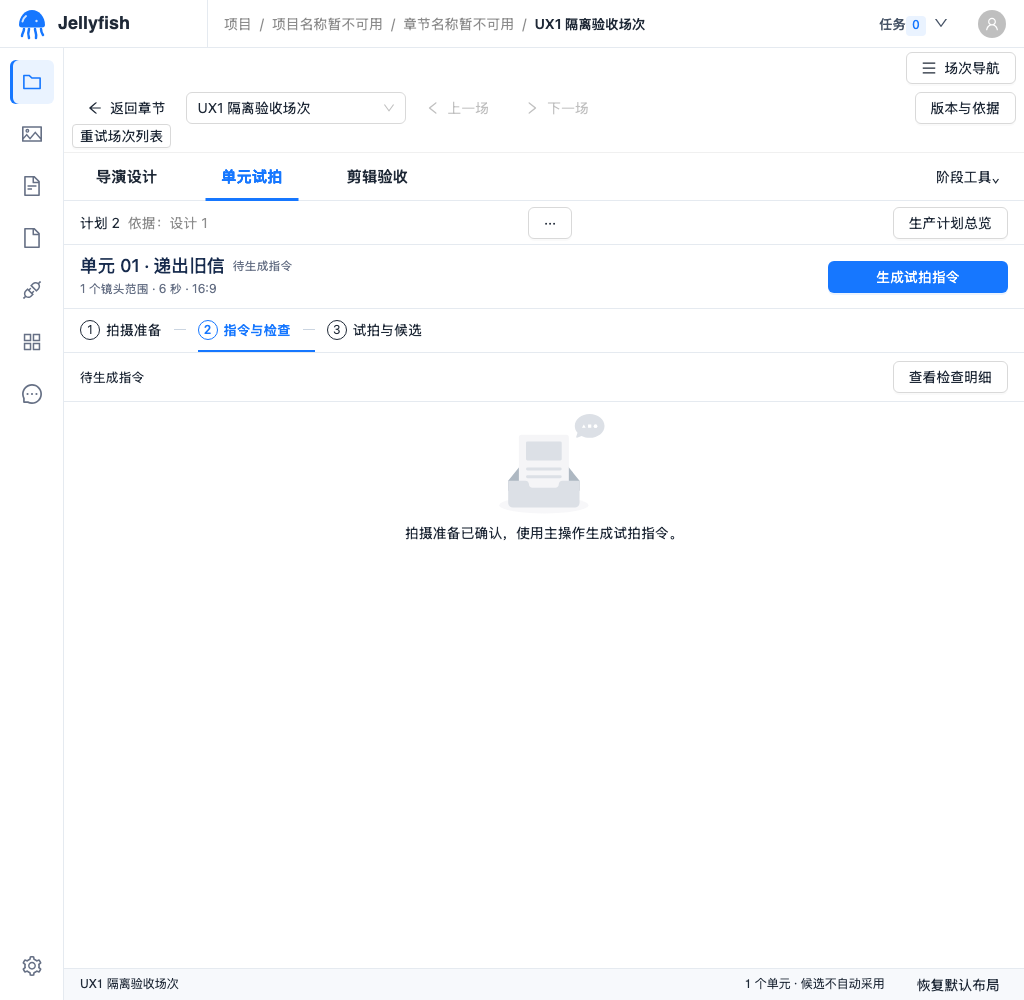 Jellyfish
项目 / 项目名称暂不可用 / 章节名称暂不可用 / UX1 隔离验收场次
任务 0
场次导航
返回章节
UX1 隔离验收场次
上一场
下一场
版本与依据
重试场次列表
导演设计
单元试拍
剪辑验收
阶段工具
计划 2 依据：设计 1
...
生产计划总览
单元 01 · 递出旧信 待生成指令
1 个镜头范围 · 6 秒 · 16:9
生成试拍指令
1 拍摄准备
2 指令与检查
3 试拍与候选
待生成指令
查看检查明细
拍摄准备已确认，使用主操作生成试拍指令。
UX1 隔离验收场次
1 个单元 · 候选不自动采用
恢复默认布局